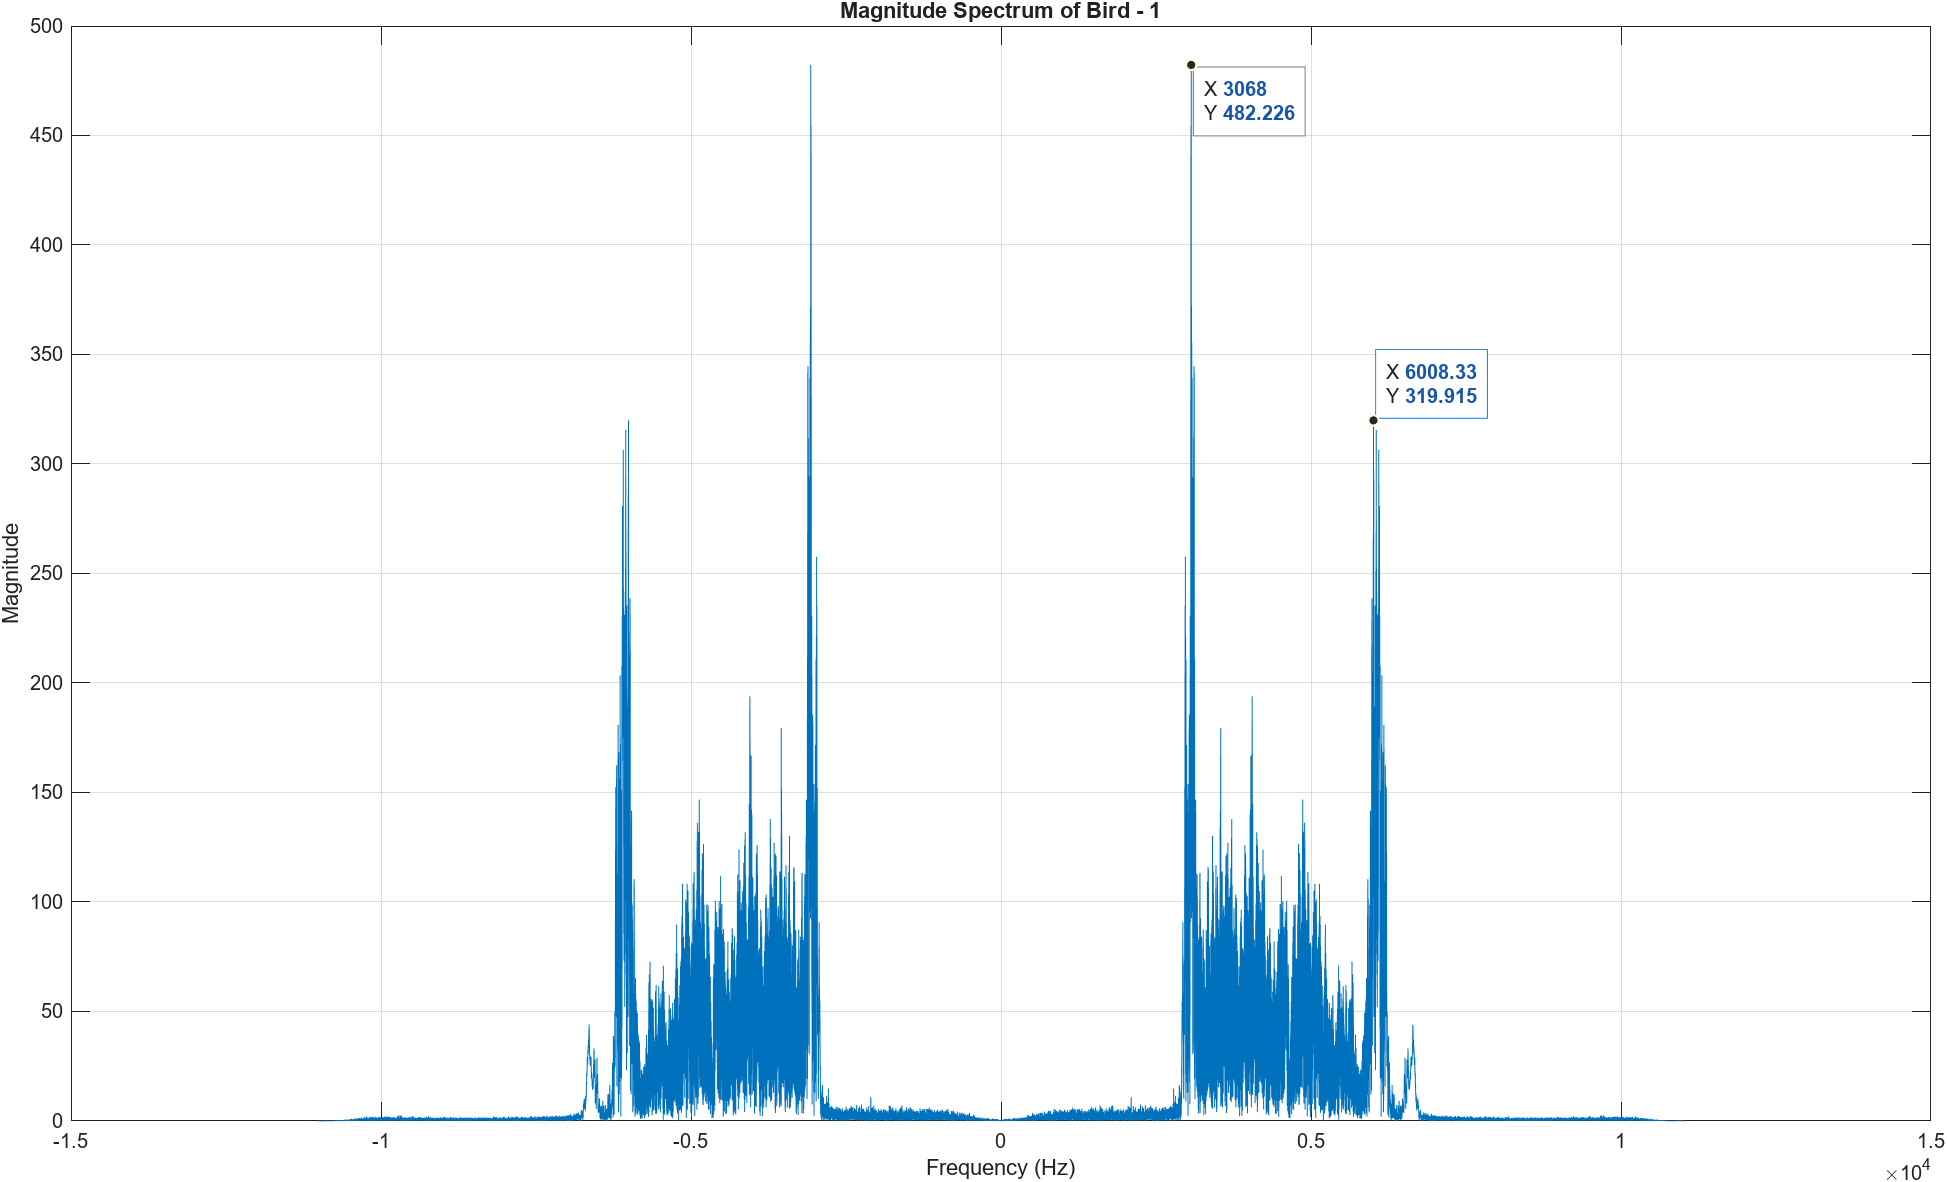 Magnitude Spectrum of Bird - 1
500
450
400
350
300
250
200
150
100
50
0
Magnitude
X 3068
Y 482.226
X 6008.33
Y 319.915
-1.5
-1
-0.5
0
0.5
1
1.5
Frequency (Hz)
×10⁴